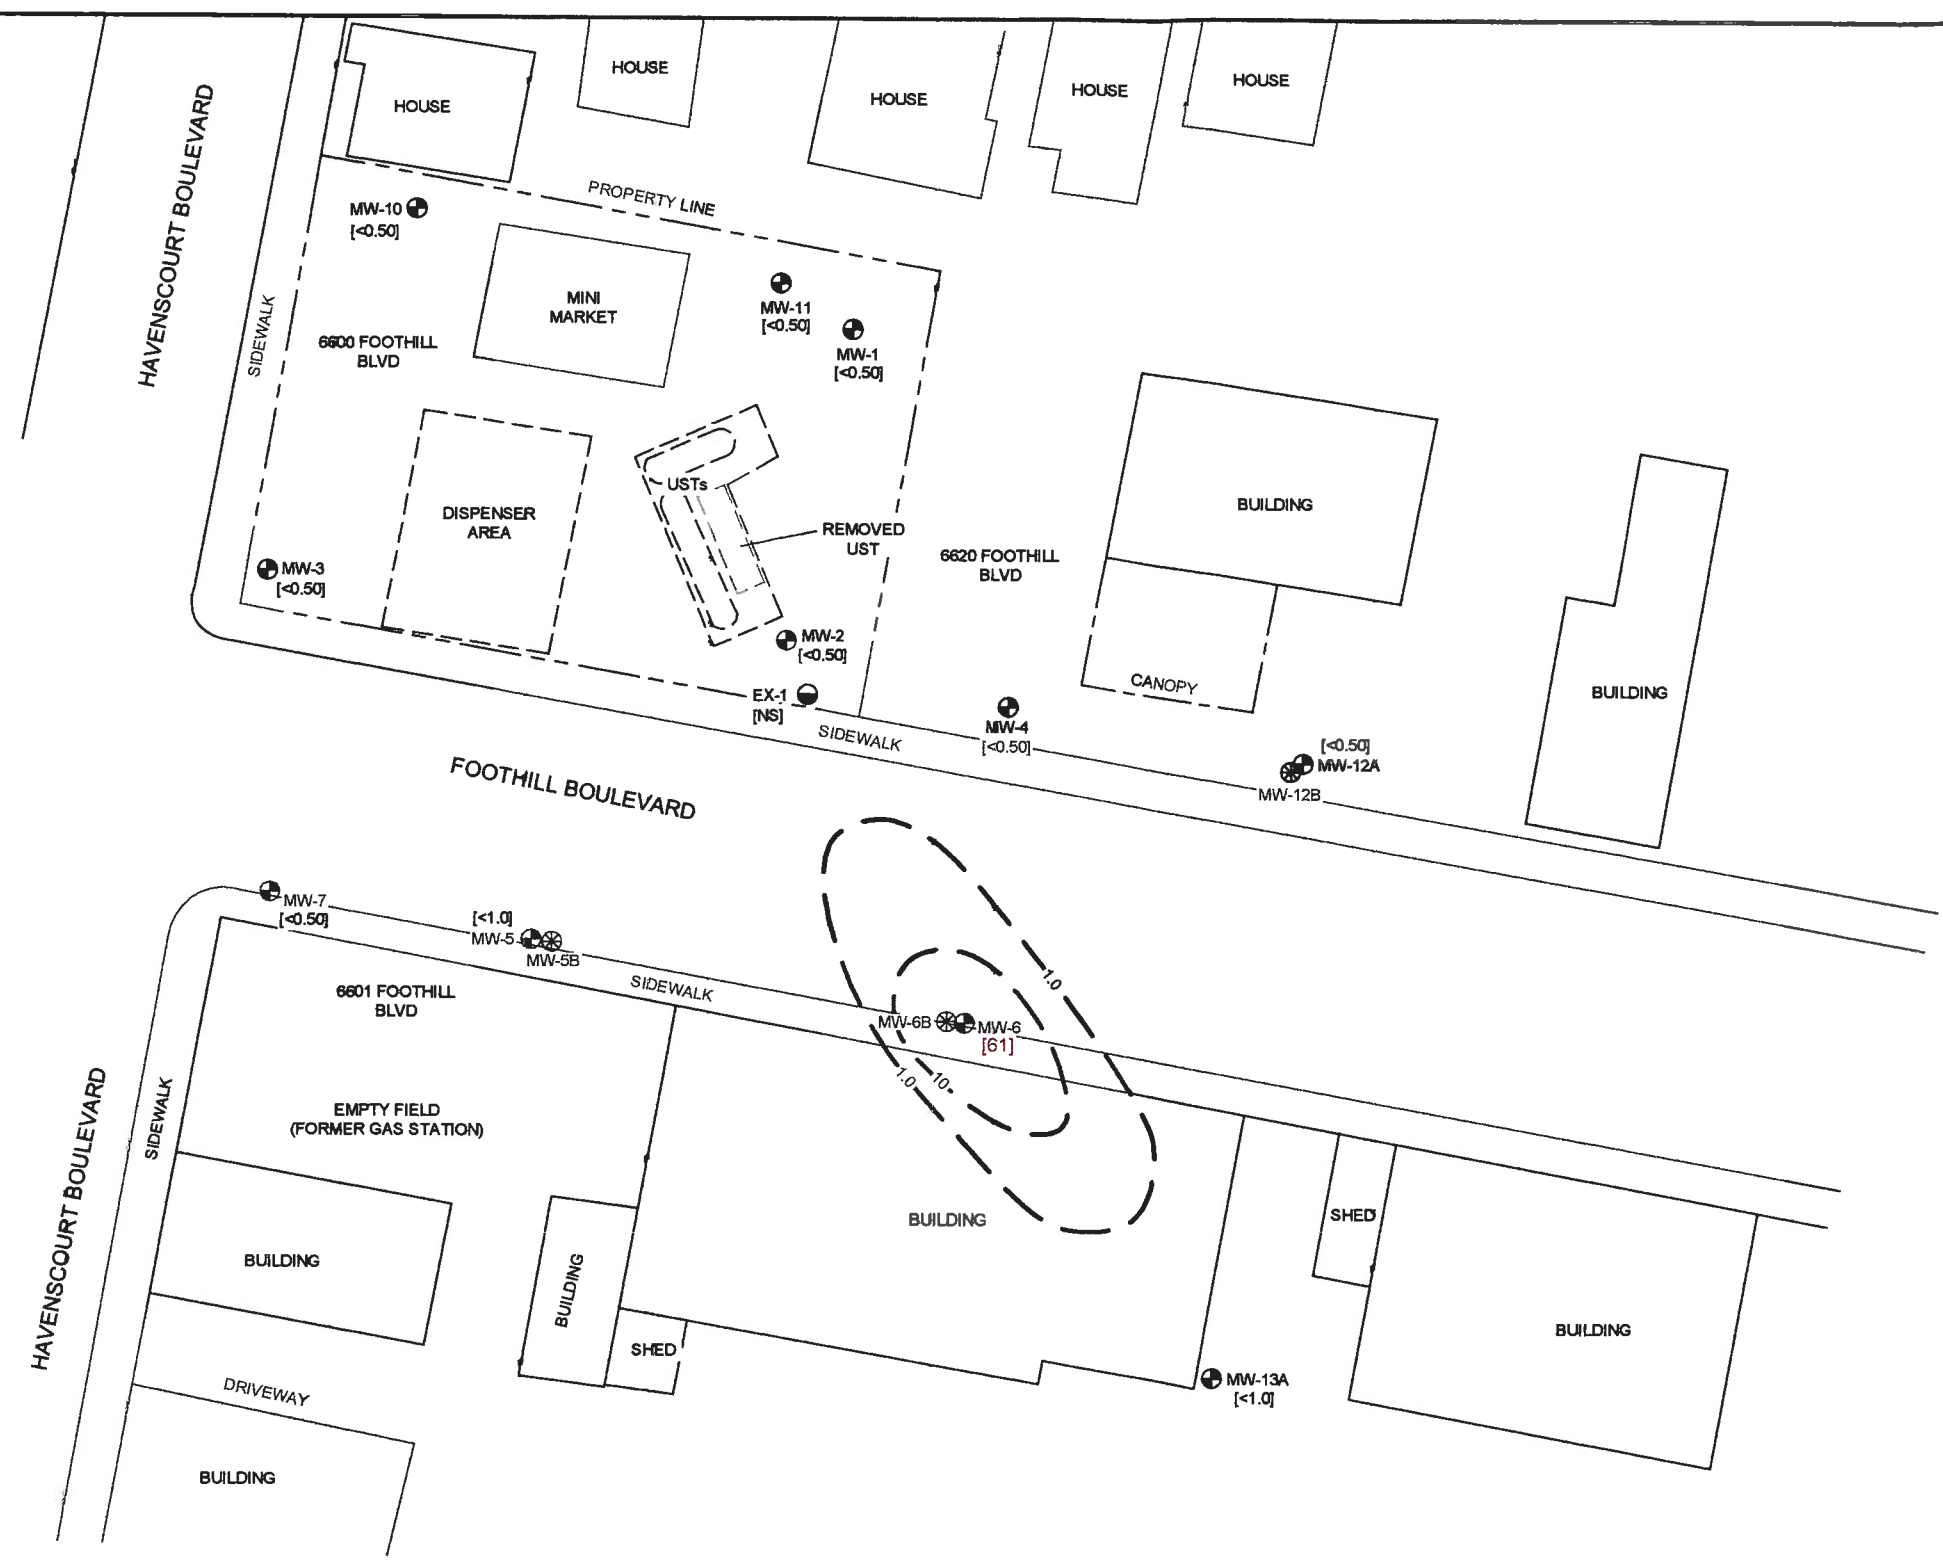 HOUSE
HOUSE
HOUSE
HOUSE
HOUSE
HAVENSCOURT BOULEVARD
SIDEWALK
PROPERTY LINE
MW-10
[<0.50]
MINI
MARKET
MW-11
[<0.50]
MW-1
[<0.50]
6600 FOOTHILL
BLVD
DISPENSER
AREA
USTs
REMOVED
UST
6620 FOOTHILL
BLVD
BUILDING
BUILDING
CANOPY
MW-3
[<0.50]
MW-2
[<0.50]
EX-1
[NS]
SIDEWALK
MW-4
[<0.50]
[<0.50]
MW-12A
MW-12B
FOOTHILL BOULEVARD
MW-7
[<0.50]
[<1.0]
MW-5
MW-5B
SIDEWALK
1.0
MW-6B
MW-6
[61]
1.0
10
6601 FOOTHILL
BLVD
EMPTY FIELD
(FORMER GAS STATION)
HAVENSCOURT BOULEVARD
SIDEWALK
BUILDING
BUILDING
BUILDING
SHED
SHED
BUILDING
MW-13A
[<1.0]
DRIVEWAY
BUILDING